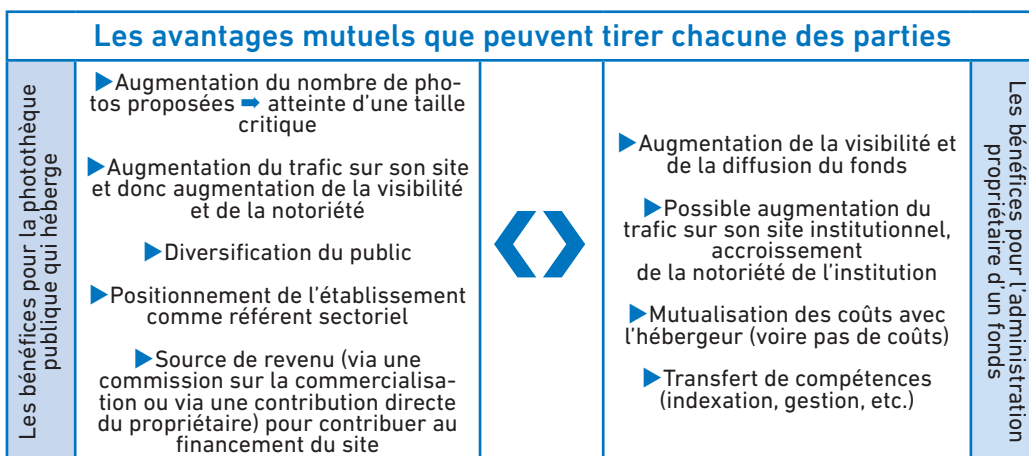 Les avantages mutuels que peuvent tirer chacune des parties
Les bénéfices pour la photothèque
publique qui héberge
▶Augmentation du nombre de pho-
tos proposées ➡ atteinte d'une taille
critique
▶Augmentation du trafic sur son site
et donc augmentation de la visibilité
et de la notoriété
▶Diversification du public
▶Positionnement de l'établissement
comme référent sectoriel
▶Source de revenu (via une
commission sur la commercialisa-
tion ou via une contribution directe
du propriétaire) pour contribuer au
financement du site
▶Augmentation de la visibilité et
de la diffusion du fonds
▶Possible augmentation du
trafic sur son site institutionnel,
accroissement
de la notoriété de l'institution
▶Mutualisation des coûts avec
l'hébergeur (voire pas de coûts)
▶Transfert de compétences
(indexation, gestion, etc.)
Les bénéfices pour l'administration
propriétaire d'un fonds